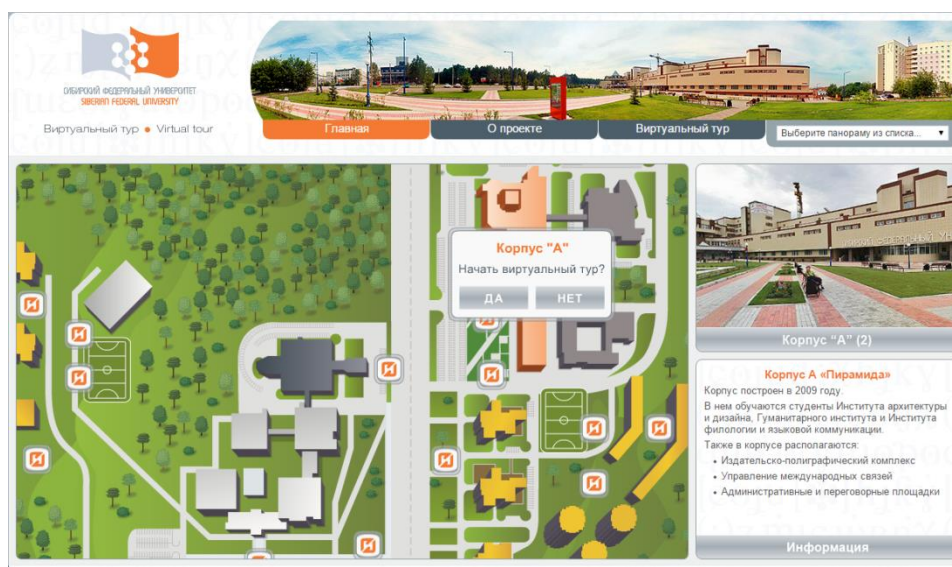 СИБИРСКИЙ ФЕДЕРАЛЬНЫЙ УНИВЕРСИТЕТ
SIBERIAN FEDERAL UNIVERSITY
Виртуальный тур • Virtual tour
Главная
О проекте
Виртуальный тур
Выберите панораму из списка...
Корпус "А"
Начать виртуальный тур?
ДА
НЕТ
Корпус "А" (2)
Корпус А «Пирамида»
Корпус построен в 2009 году.
В нем обучаются студенты Института архитектуры
и дизайна, Гуманитарного института и Института
филологии и языковой коммуникации.
Также в корпусе располагаются:
• Издательско-полиграфический комплекс
• Управление международных связей
• Административные и переговорные площадки
Информация